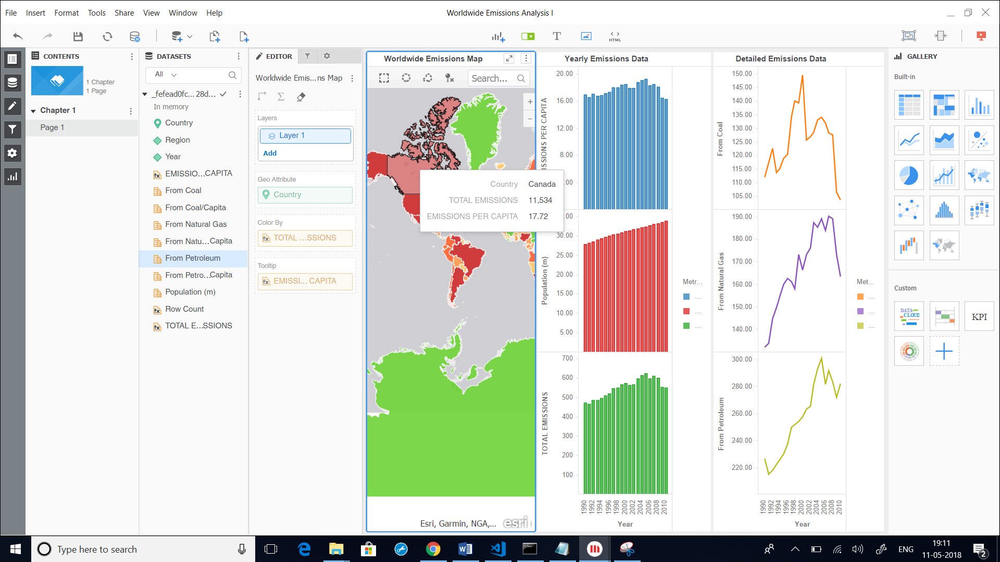 File Insert Format Tools Share View Window Help
Worldwide Emissions Analysis I
HTML
CONTENTS
1 Chapter
1 Page
Chapter 1
Page 1
DATASETS
All
_fefead0fc... 28d...
In memory
Country
Region
Year
EMISSIO...CAPITA
From Coal
From Coal/Capita
From Natural Gas
From Natu...Capita
From Petroleum
From Petro...Capita
Population (m)
Row Count
TOTAL E...SSIONS
EDITOR
Worldwide Emis...ns Map
Layers
Layer 1
Add
Geo Attribute
Country
Color By
TOTAL ...SSIONS
Tooltip
EMISSI... CAPITA
Worldwide Emissions Map
Search...
+
−
Country Canada
TOTAL EMISSIONS 11,534
EMISSIONS PER CAPITA 17.72
Esri, Garmin, NGA,...
esri
Yearly Emissions Data
ISSIONS PER CAPITA
20.00
16.00
12.00
8.00
.00
Population (m)
.00
30.00
25.00
20.00
15.00
10.00
5.00
TOTAL EMISSIONS
700
600
500
400
300
200
100
1990 1992 1994 1996 1998 2000 2002 2004 2006 2008 2010
Year
Metr...
...
...
...
Detailed Emissions Data
From Coal
150.00
145.00
140.00
135.00
130.00
125.00
120.00
115.00
110.00
105.00
From Natural Gas
190.00
180.00
170.00
160.00
150.00
140.00
From Petroleum
300.00
280.00
260.00
240.00
220.00
1990 1992 1994 1996 1998 2000 2002 2004 2006 2008 2010
Year
Met...
...
...
...
GALLERY
Built-in
Custom
DATA
CLOUD
KPI
Type here to search
ENG
19:11
11-05-2018
2